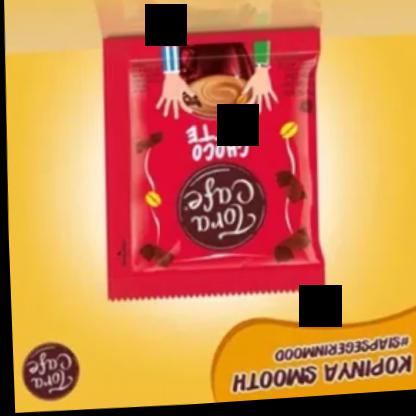 KOPINYA SMOOTH
#SIAPSEGERINMOOD
Tora
Cafe
Tora
Cafe
CHOCO